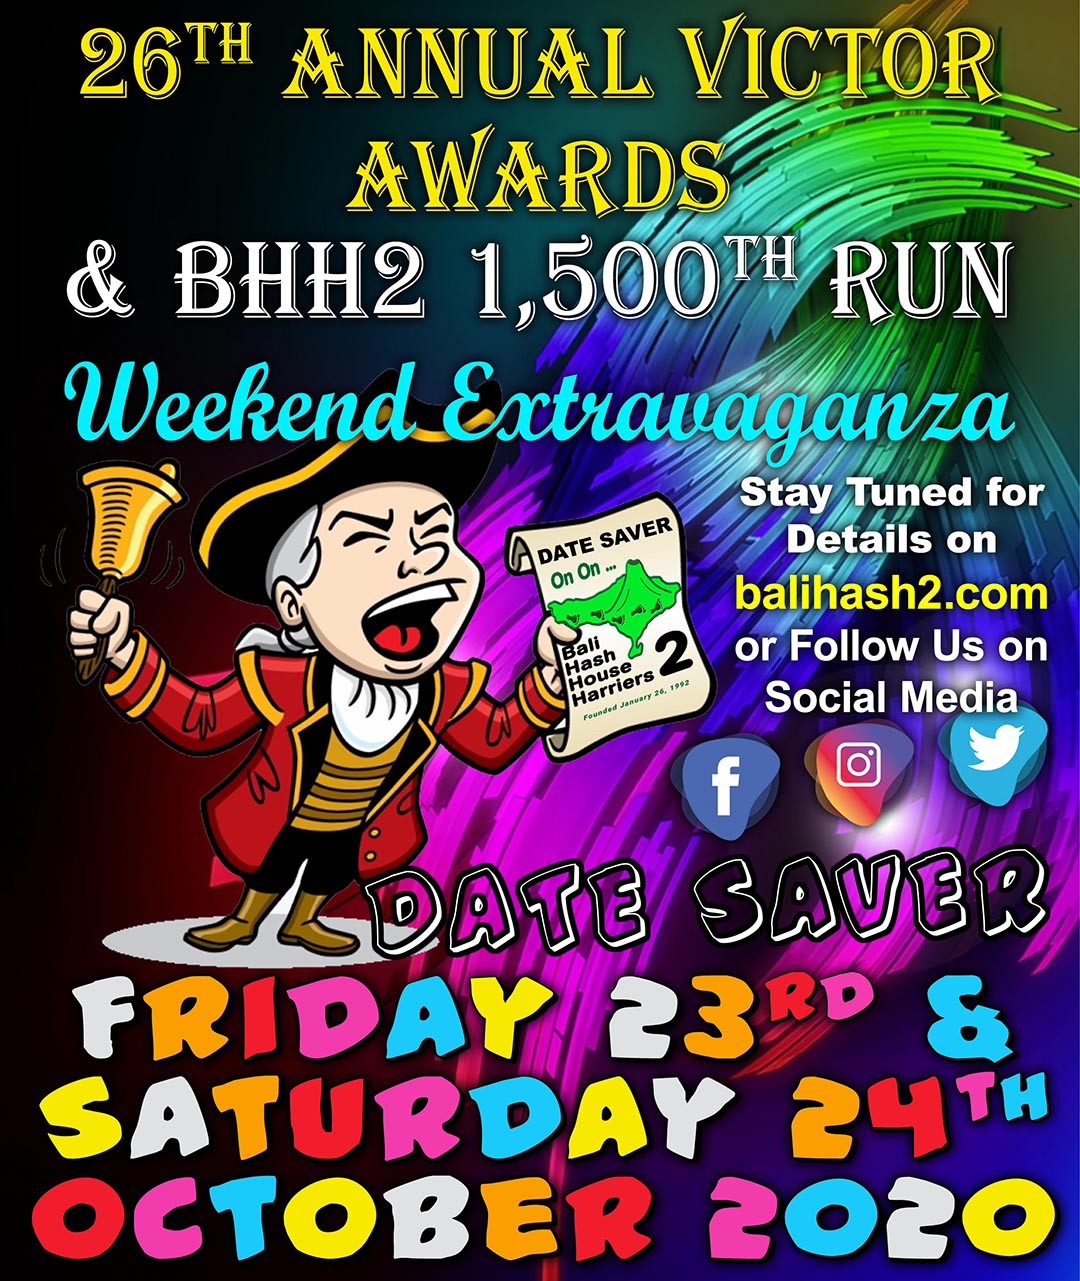 26TH ANNUAL VICTOR
AWARDS
& BHH2 1,500TH RUN
Weekend Extravaganza
Stay Tuned for
Details on
balihash2.com
or Follow Us on
Social Media
DATE SAVER
On On ...
Bali
Hash
House
Harriers 2
Founded January 26, 1992
f
DATE SAVER
FRIDAY 23RD &
SATURDAY 24TH
OCTOBER 2020